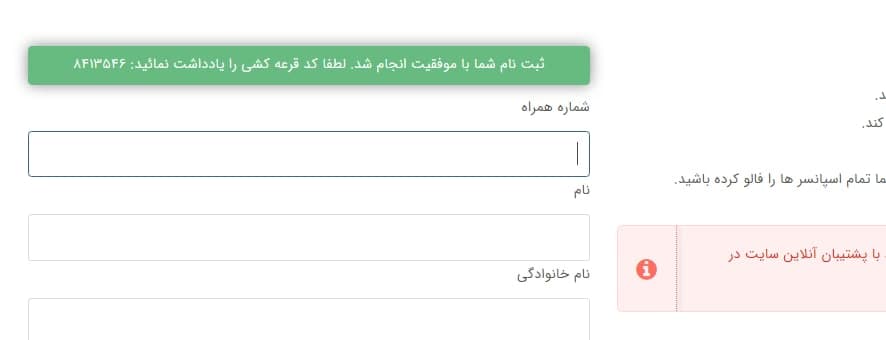 ثبت نام شما با موفقیت انجام شد. لطفا کد قرعه کشی را یادداشت نمائید: ۸۴۱۳۵۴۶
شماره همراه
نام
نام خانوادگی
د.
کند.
ما تمام اسپانسر ها را فالو کرده باشید.
با پشتیبان آنلاین سایت در